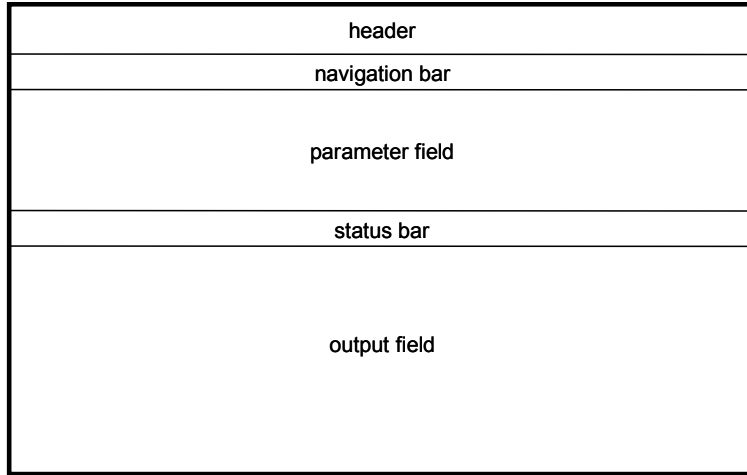 header
navigation bar
parameter field
status bar
output field